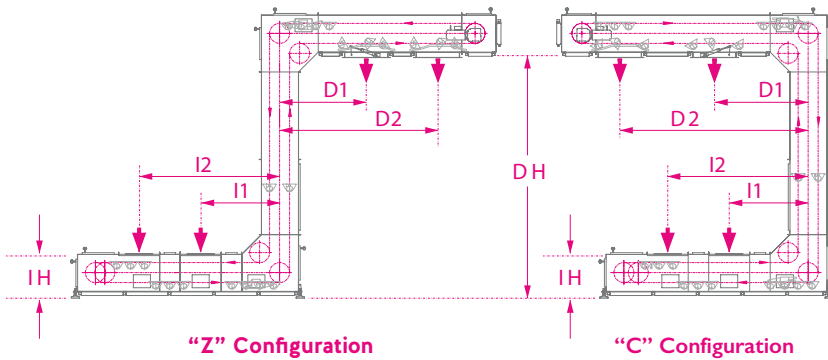 D1
D2
D1
D2
DH
I2
I1
I2
I1
IH
IH
“Z” Configuration
“C” Configuration